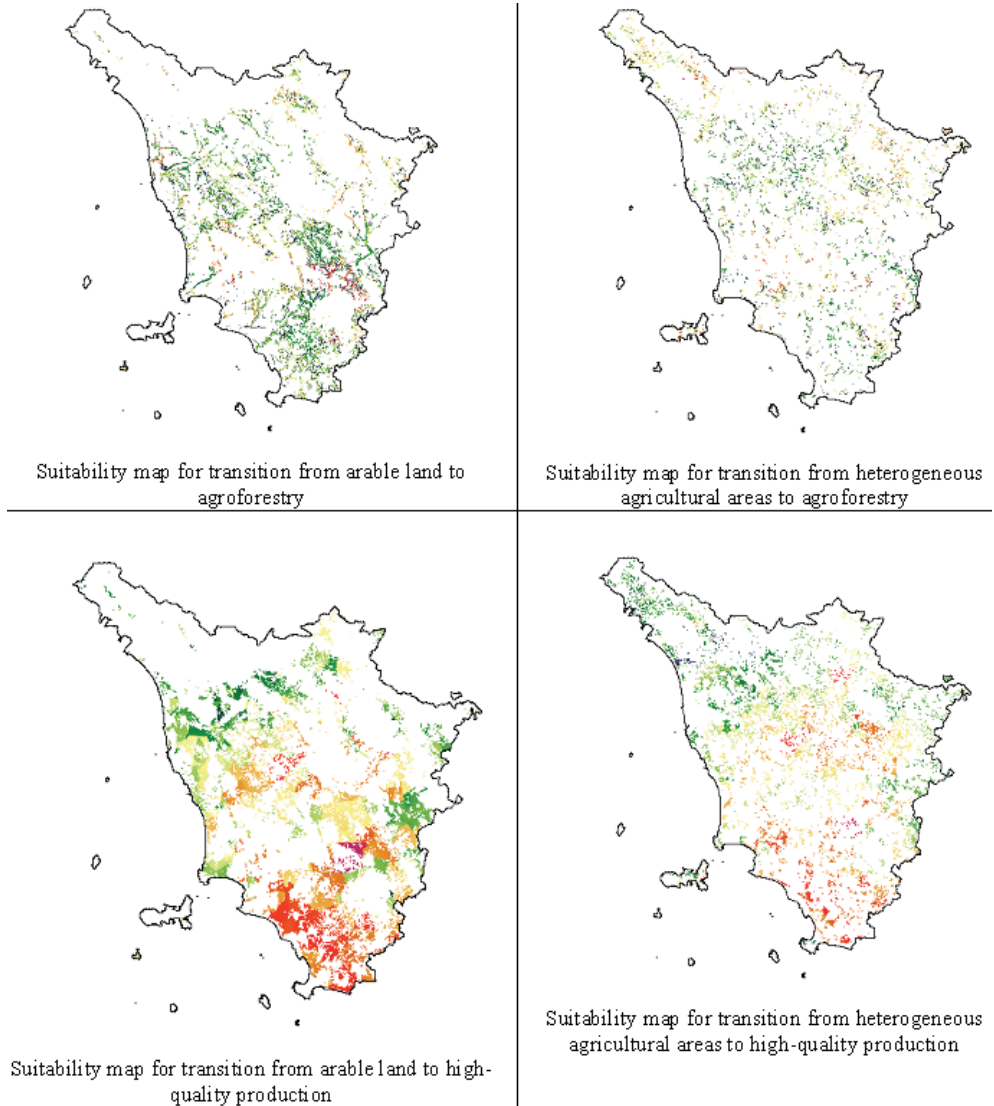 Suitability map for transition from arable land to
agroforestry
Suitability map for transition from heterogeneous
agricultural areas to agroforestry
Suitability map for transition from arable land to high-
quality production
Suitability map for transition from heterogeneous
agricultural areas to high-quality production